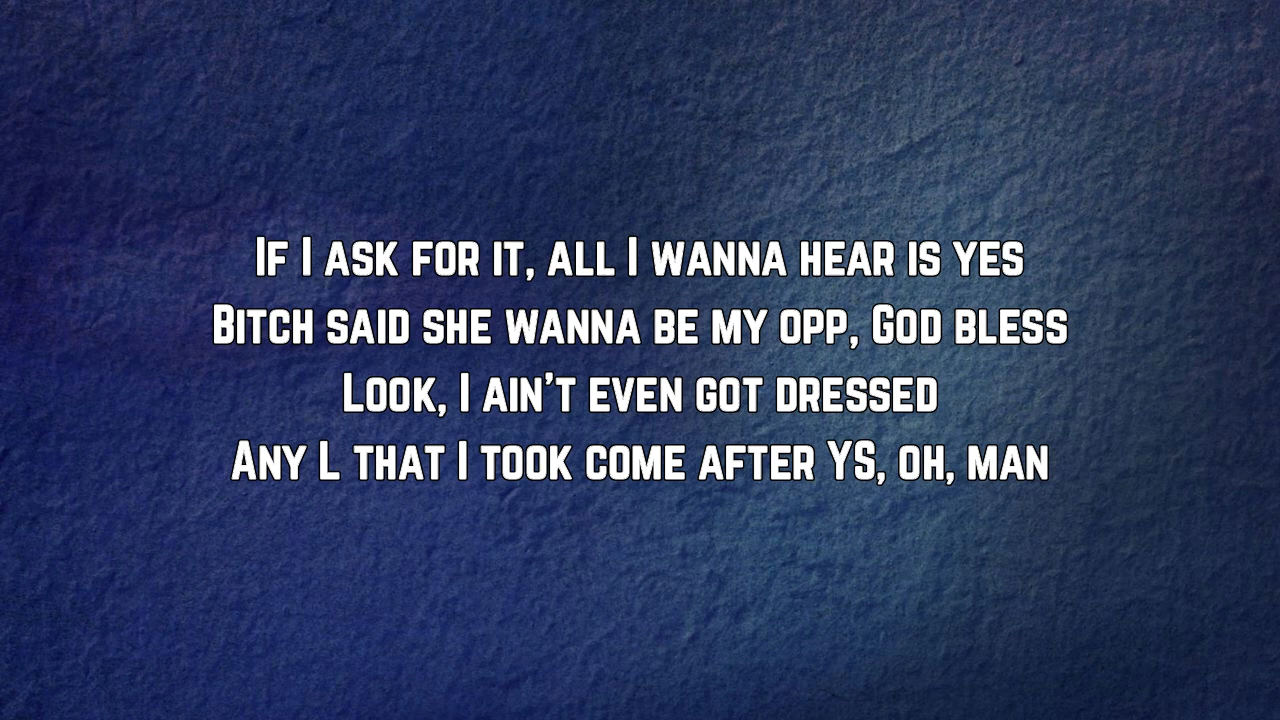 If I ask for it, all I wanna hear is yes
Bitch said she wanna be my opp, God bless
Look, I ain't even got dressed
Any L that I took come after YS, oh, man